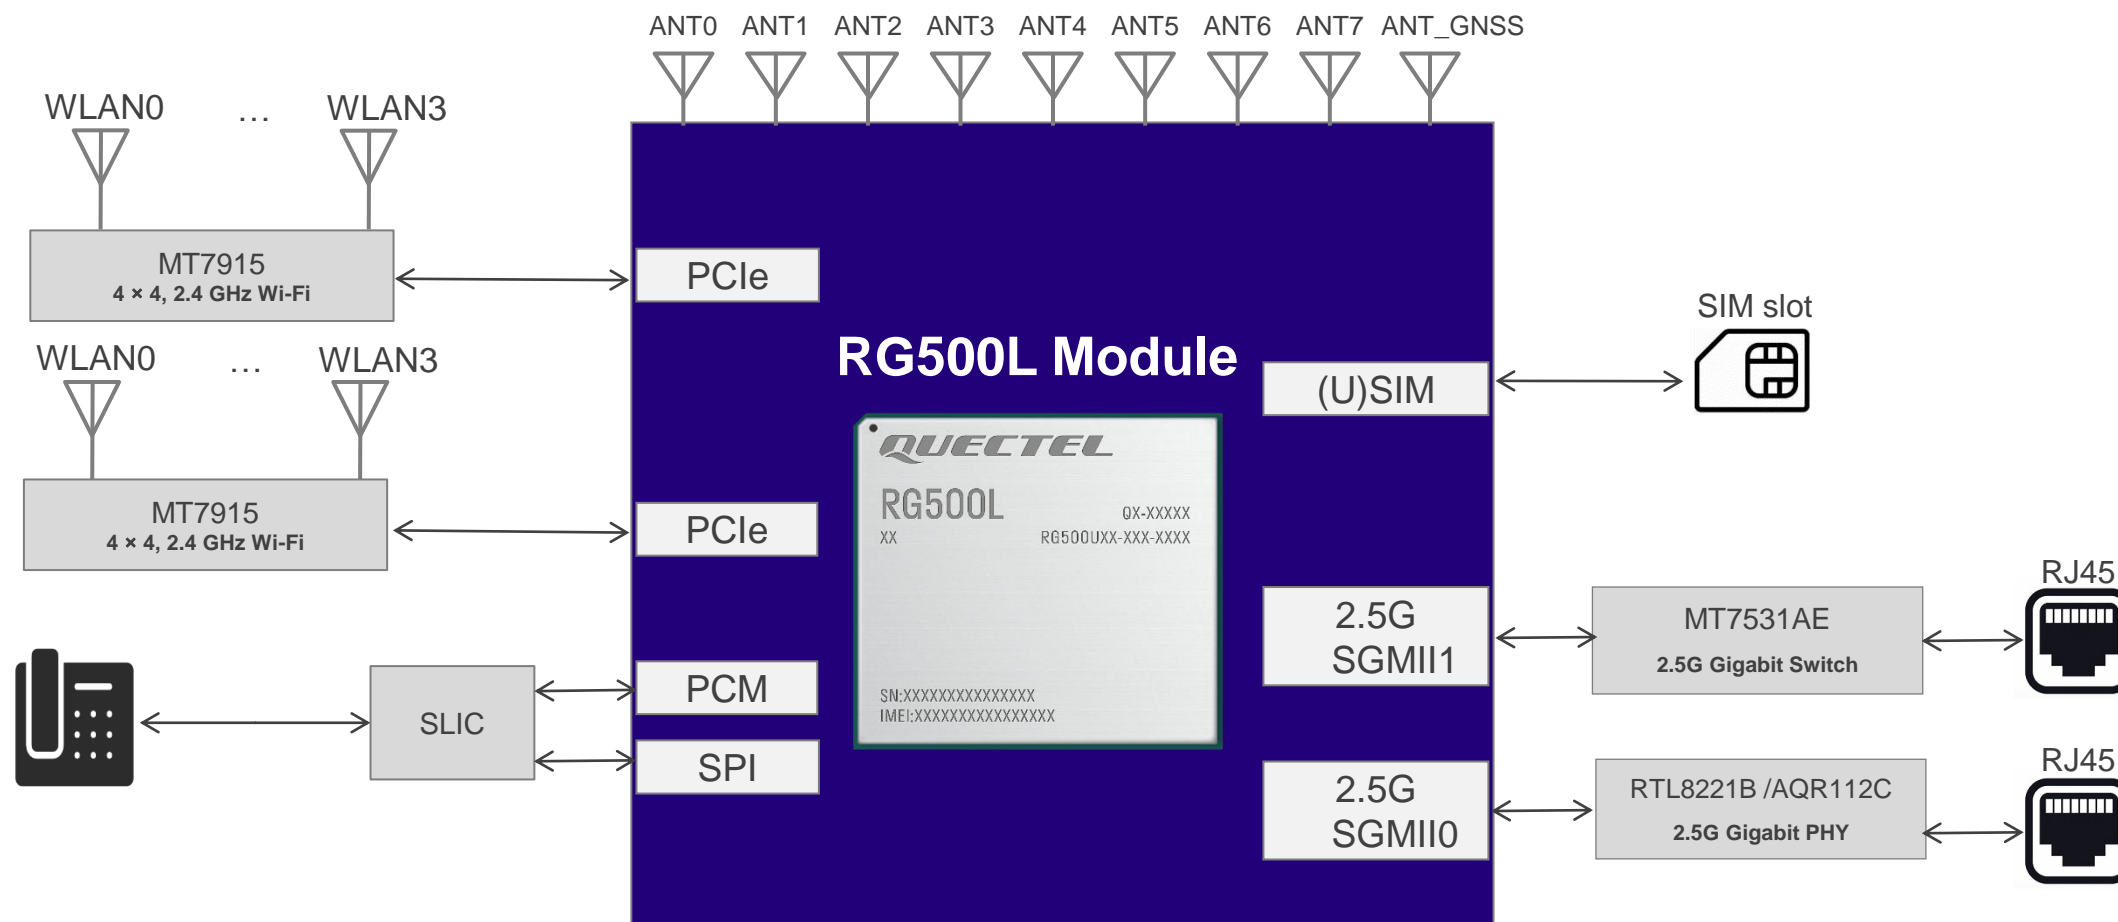 ANT0 ANT1 ANT2 ANT3 ANT4 ANT5 ANT6 ANT7 ANT_GNSS
WLAN0 … WLAN3
MT7915
4 × 4, 2.4 GHz Wi-Fi
PCIe
WLAN0 … WLAN3
MT7915
4 × 4, 2.4 GHz Wi-Fi
PCIe
SLIC
PCM
SPI
RG500L Module
QUECTEL
RG500L
QX-XXXXX
XX RG500UXX-XXX-XXXX
SN:XXXXXXXXXXXXXXX
IMEI:XXXXXXXXXXXXXXXX
(U)SIM
SIM slot
2.5G
SGMII1
MT7531AE
2.5G Gigabit Switch
RJ45
2.5G
SGMII0
RTL8221B /AQR112C
2.5G Gigabit PHY
RJ45